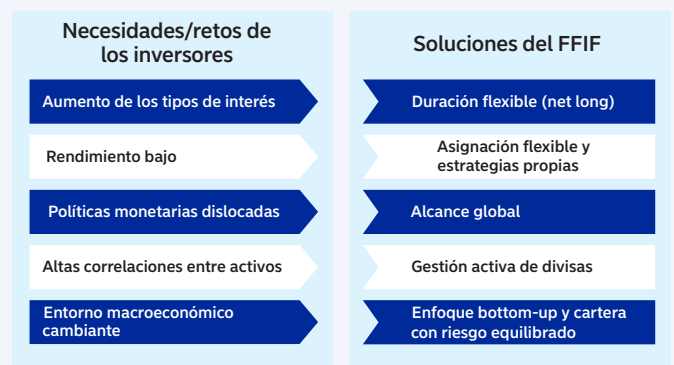 Necesidades/retos de
los inversores
Aumento de los tipos de interés
Rendimiento bajo
Políticas monetarias dislocadas
Altas correlaciones entre activos
Entorno macroeconómico
cambiante
Soluciones del FFIF
Duración flexible (net long)
Asignación flexible y
estrategias propias
Alcance global
Gestión activa de divisas
Enfoque bottom-up y cartera
con riesgo equilibrado